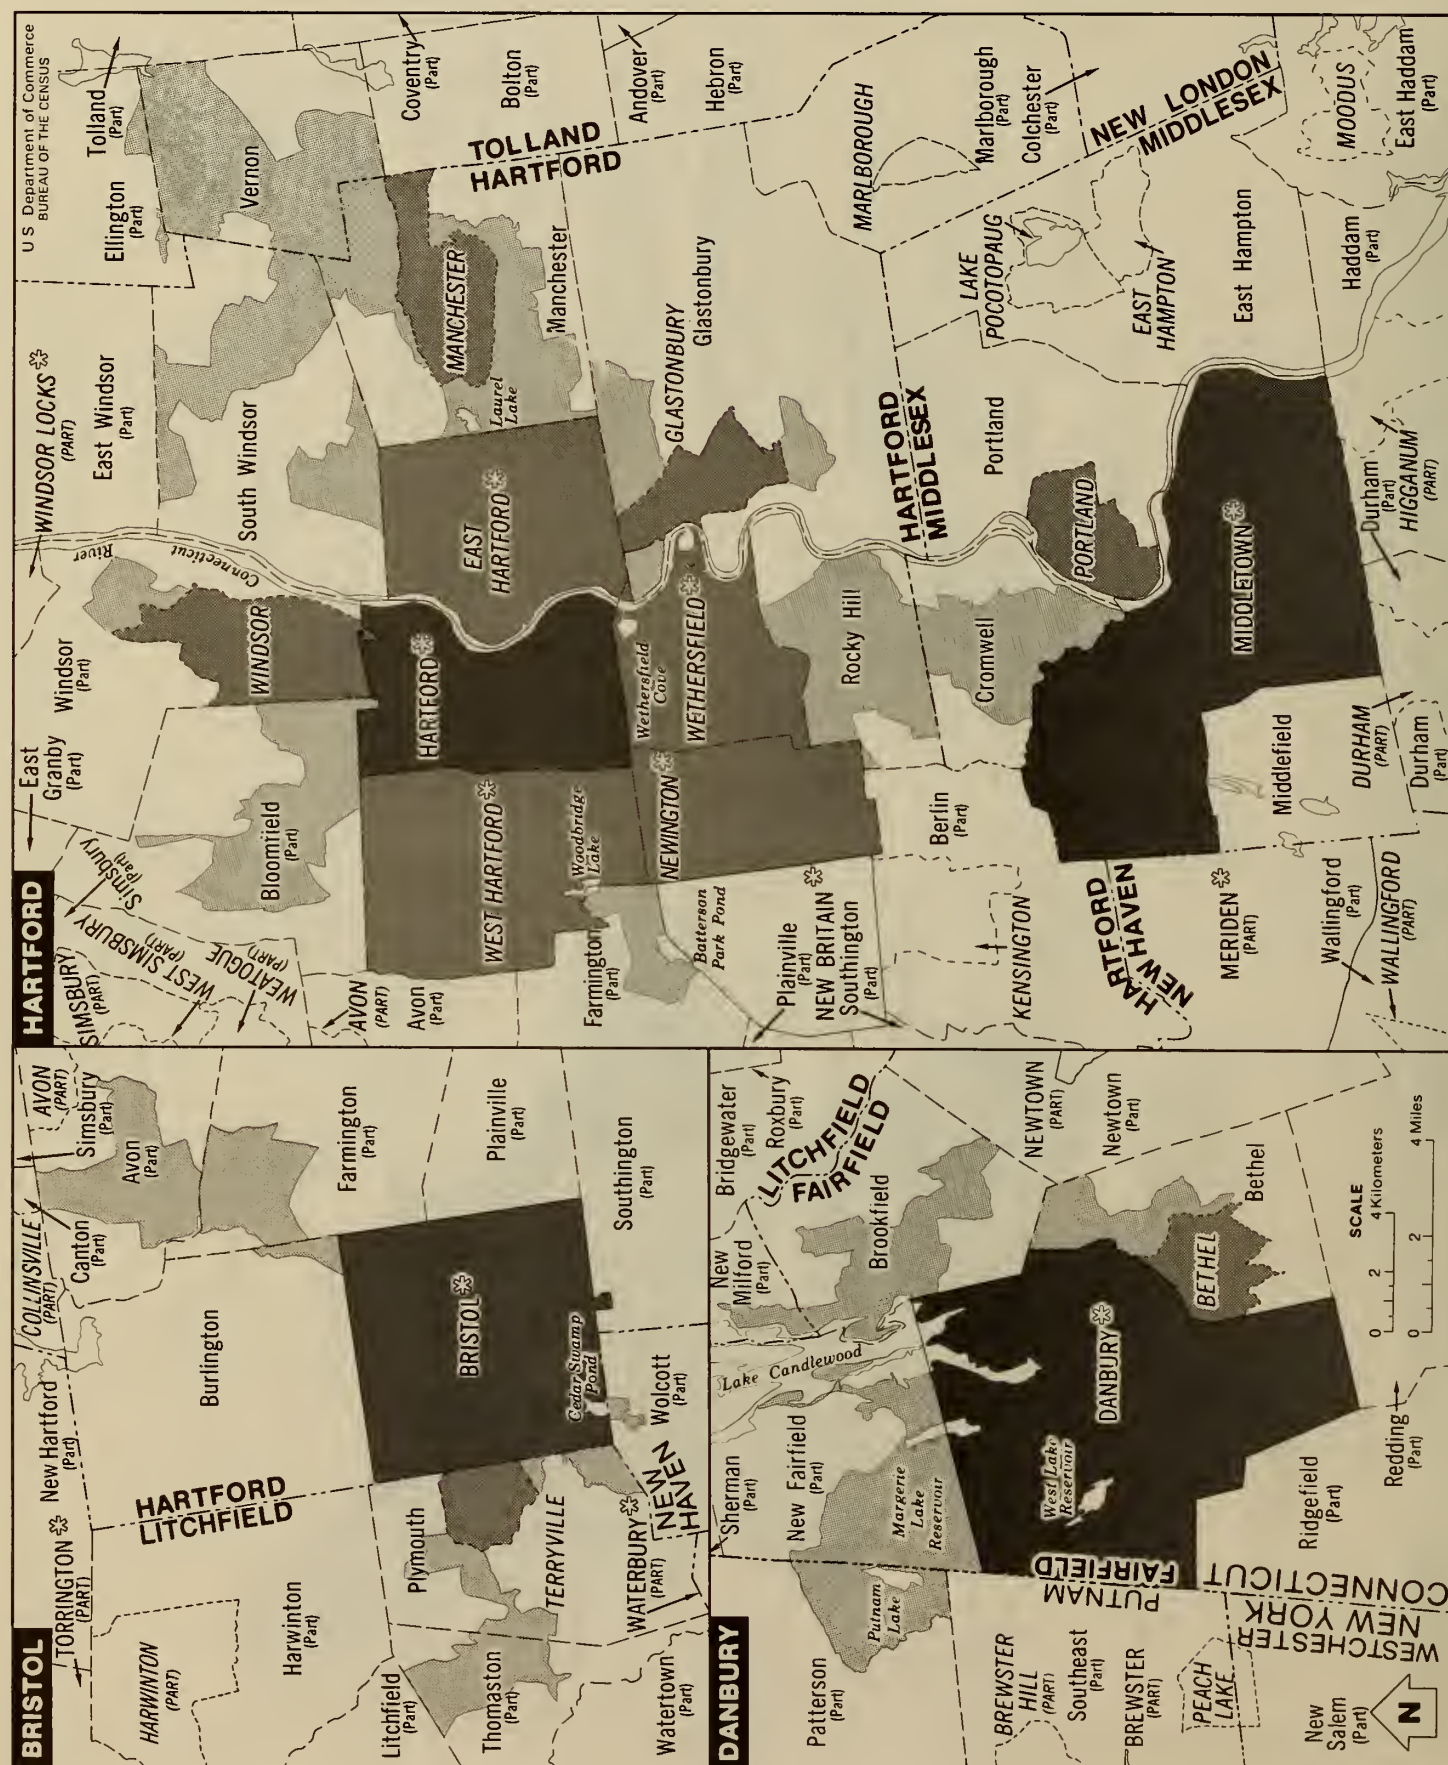 HARTFORD
U S Department of Commerce
BUREAU OF THE CENSUS
East
Granby
(Part)
Windsor
(Part)
WINDSOR LOCKS
(PART)
East Windsor
(Part)
Ellington
(Part)
Tolland
(Part)
SIMSBURY
(PART)
Simsbury
(Part)
WEST SIMSBURY
(PART)
WEATOGUE
(PART)
Bloomfield
(Part)
WINDSOR
Connecticut
River
South Windsor
Vernon
AVON
(PART)
Avon
(Part)
WEST HARTFORD
HARTFORD
EAST
HARTFORD
Laurel
Lake
MANCHESTER
Manchester
TOLLAND
HARTFORD
Coventry
(Part)
Bolton
(Part)
Andover
(Part)
Hebron
(Part)
Farmington
(Part)
Woodbridge
Lake
Wethersfield
Cove
NEWINGTON
WETHERSFIELD
GLASTONBURY
Glastonbury
Batterson
Park Pond
Plainville
(Part)
NEW BRITAIN
Southington
(Part)
Berlin
(Part)
Rocky Hill
Cromwell
HARTFORD
MIDDLESEX
Portland
PORTLAND
MARLBOROUGH
Marlborough
(Part)
Colchester
(Part)
LAKE
POCOTOPAUG
EAST
HAMPTON
East Hampton
NEW LONDON
MIDDLESEX
MOODUS
East Haddam
(Part)
Haddam
(Part)
KENSINGTON
HARTFORD
NEW HAVEN
MERIDEN
(PART)
MIDDLETOWN
Middlefield
Wallingford
(Part)
WALLINGFORD
(PART)
DURHAM
(PART)
Durham
(Part)
Durham
(Part)
HIGGANUM
(PART)
BRISTOL
TORRINGTON
(PART)
New Hartford
(Part)
COLLINSVILLE
(PART)
Canton
(Part)
Simsbury
(Part)
AVON
(PART)
Avon
(Part)
HARWINTON
(PART)
Harwinton
(Part)
HARTFORD
LITCHFIELD
Burlington
Farmington
(Part)
Litchfield
(Part)
Plymouth
BRISTOL
Plainville
(Part)
Thomaston
(Part)
TERRYVILLE
Cedar Swamp
Pond
Southington
(Part)
Watertown
(Part)
WATERBURY
(PART)
NEW
HAVEN
Wolcott
(Part)
DANBURY
Sherman
(Part)
New
Milford
(Part)
Bridgewater
(Part)
Roxbury
(Part)
LITCHFIELD
FAIRFIELD
Patterson
(Part)
New Fairfield
(Part)
Lake Candlewood
Brookfield
Putnam
Lake
Margerie
Lake
Reservoir
NEWTOWN
(PART)
Newtown
(Part)
BREWSTER
HILL
(PART)
Southeast
(Part)
BREWSTER
(PART)
PUTNAM
FAIRFIELD
West Lake
Reservoir
DANBURY
BETHEL
Bethel
PEACH
LAKE
WESTCHESTER
NEW YORK
CONNECTICUT
New
Salem
(Part)
Ridgefield
(Part)
Redding
(Part)
N
SCALE
0 2 4 Kilometers
0 2 4 Miles